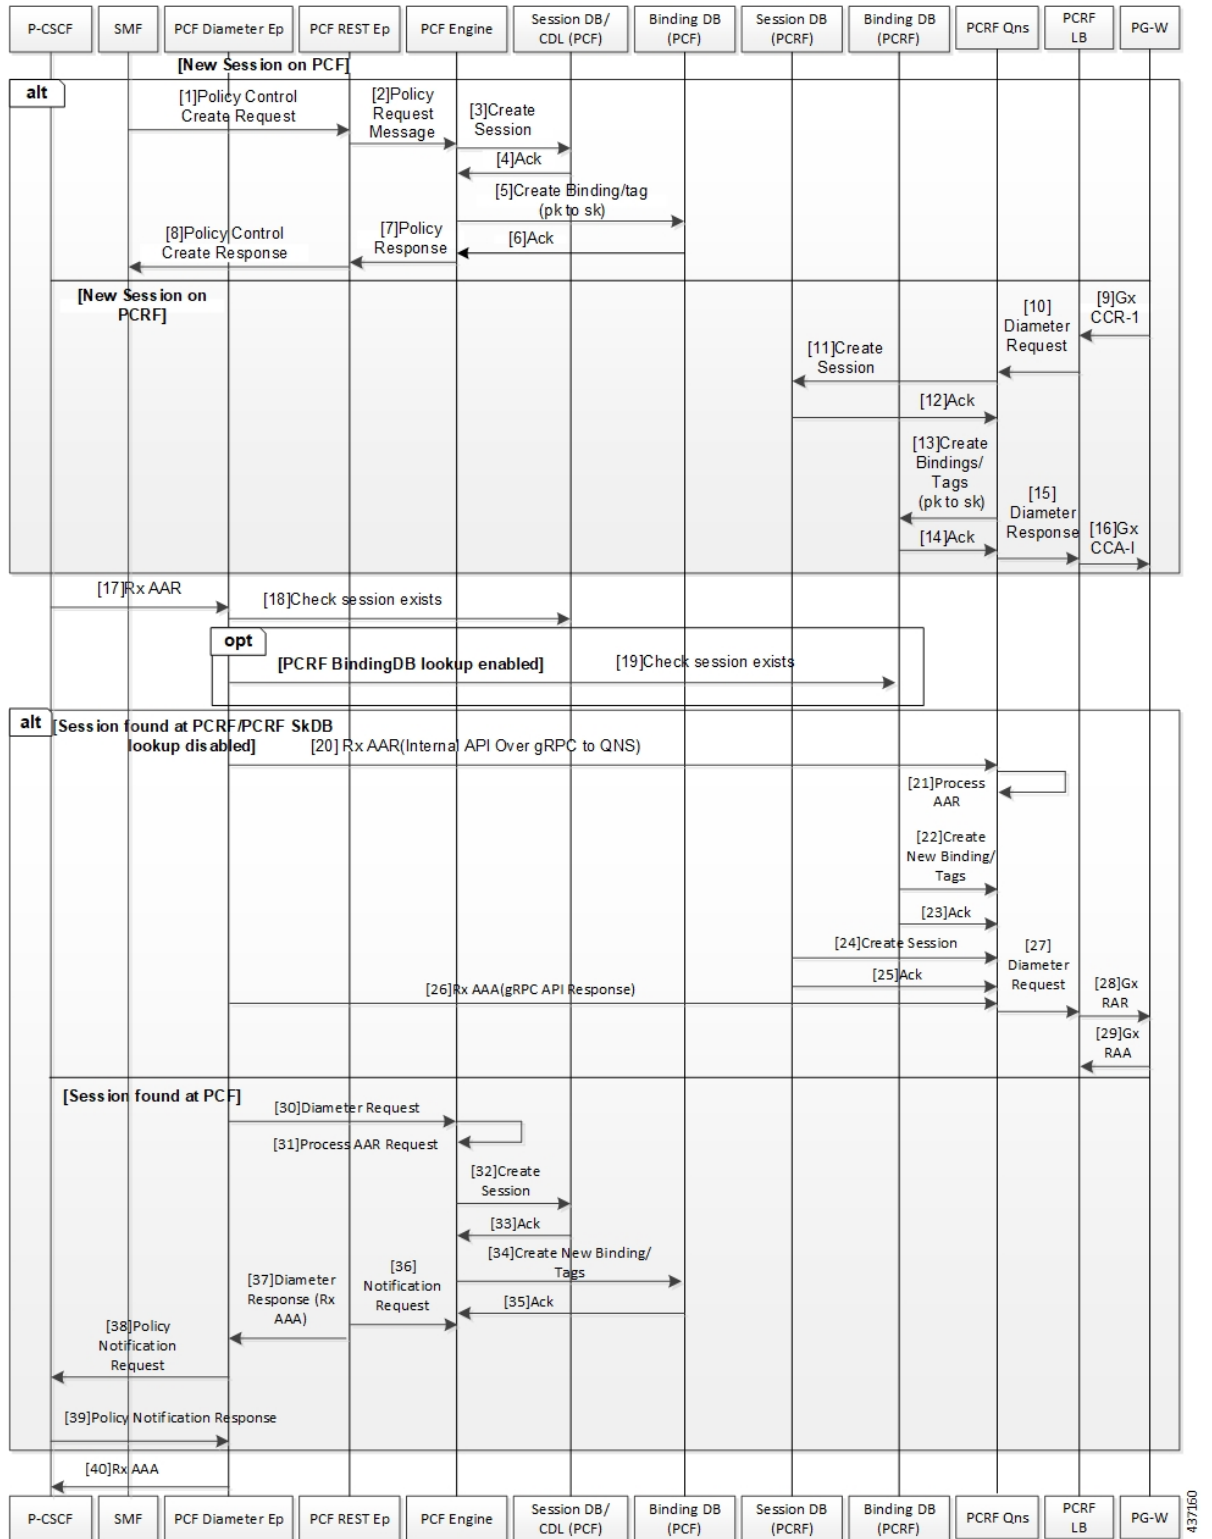 P-CSCF
SMF
PCF Diameter Ep
PCF REST Ep
PCF Engine
Session DB/
CDL (PCF)
Binding DB
(PCF)
Session DB
(PCRF)
Binding DB
(PCRF)
PCRF Qns
PCRF
LB
PG-W
[New Session on PCF]
alt
[1]Policy Control
Create Request
[2]Policy
Request
Message
[3]Create
Session
[4]Ack
[5]Create Binding/tag
(pk to sk)
[6]Ack
[7]Policy
Response
[8]Policy Control
Create Response
[New Session on
PCRF]
[9]Gx
CCR-1
[10]
Diameter
Request
[11]Create
Session
[12]Ack
[13]Create
Bindings/
Tags
(pk to sk)
[14]Ack
[15]
Diameter
Response
[16]Gx
CCA-I
[17]Rx AAR
[18]Check session exists
opt
[PCRF BindingDB lookup enabled]
[19]Check session exists
alt
[Session found at PCRF/PCRF SkDB
lookup disabled]
[20] Rx AAR(Internal API Over gRPC to QNS)
[21]Process
AAR
[22]Create
New Binding/
Tags
[23]Ack
[24]Create Session
[25]Ack
[26]Rx AAA(gRPC API Response)
[27]
Diameter
Request
[28]Gx
RAR
[29]Gx
RAA
[Session found at PCF]
[30]Diameter Request
[31]Process AAR Request
[32]Create
Session
[33]Ack
[34]Create New Binding/
Tags
[35]Ack
[36]
Notification
Request
[37]Diameter
Response (Rx
AAA)
[38]Policy
Notification
Request
[39]Policy Notification Response
[40]Rx AAA
P-CSCF
SMF
PCF Diameter Ep
PCF REST Ep
PCF Engine
Session DB/
CDL (PCF)
Binding DB
(PCF)
Session DB
(PCRF)
Binding DB
(PCRF)
PCRF Qns
PCRF
LB
PG-W
437160